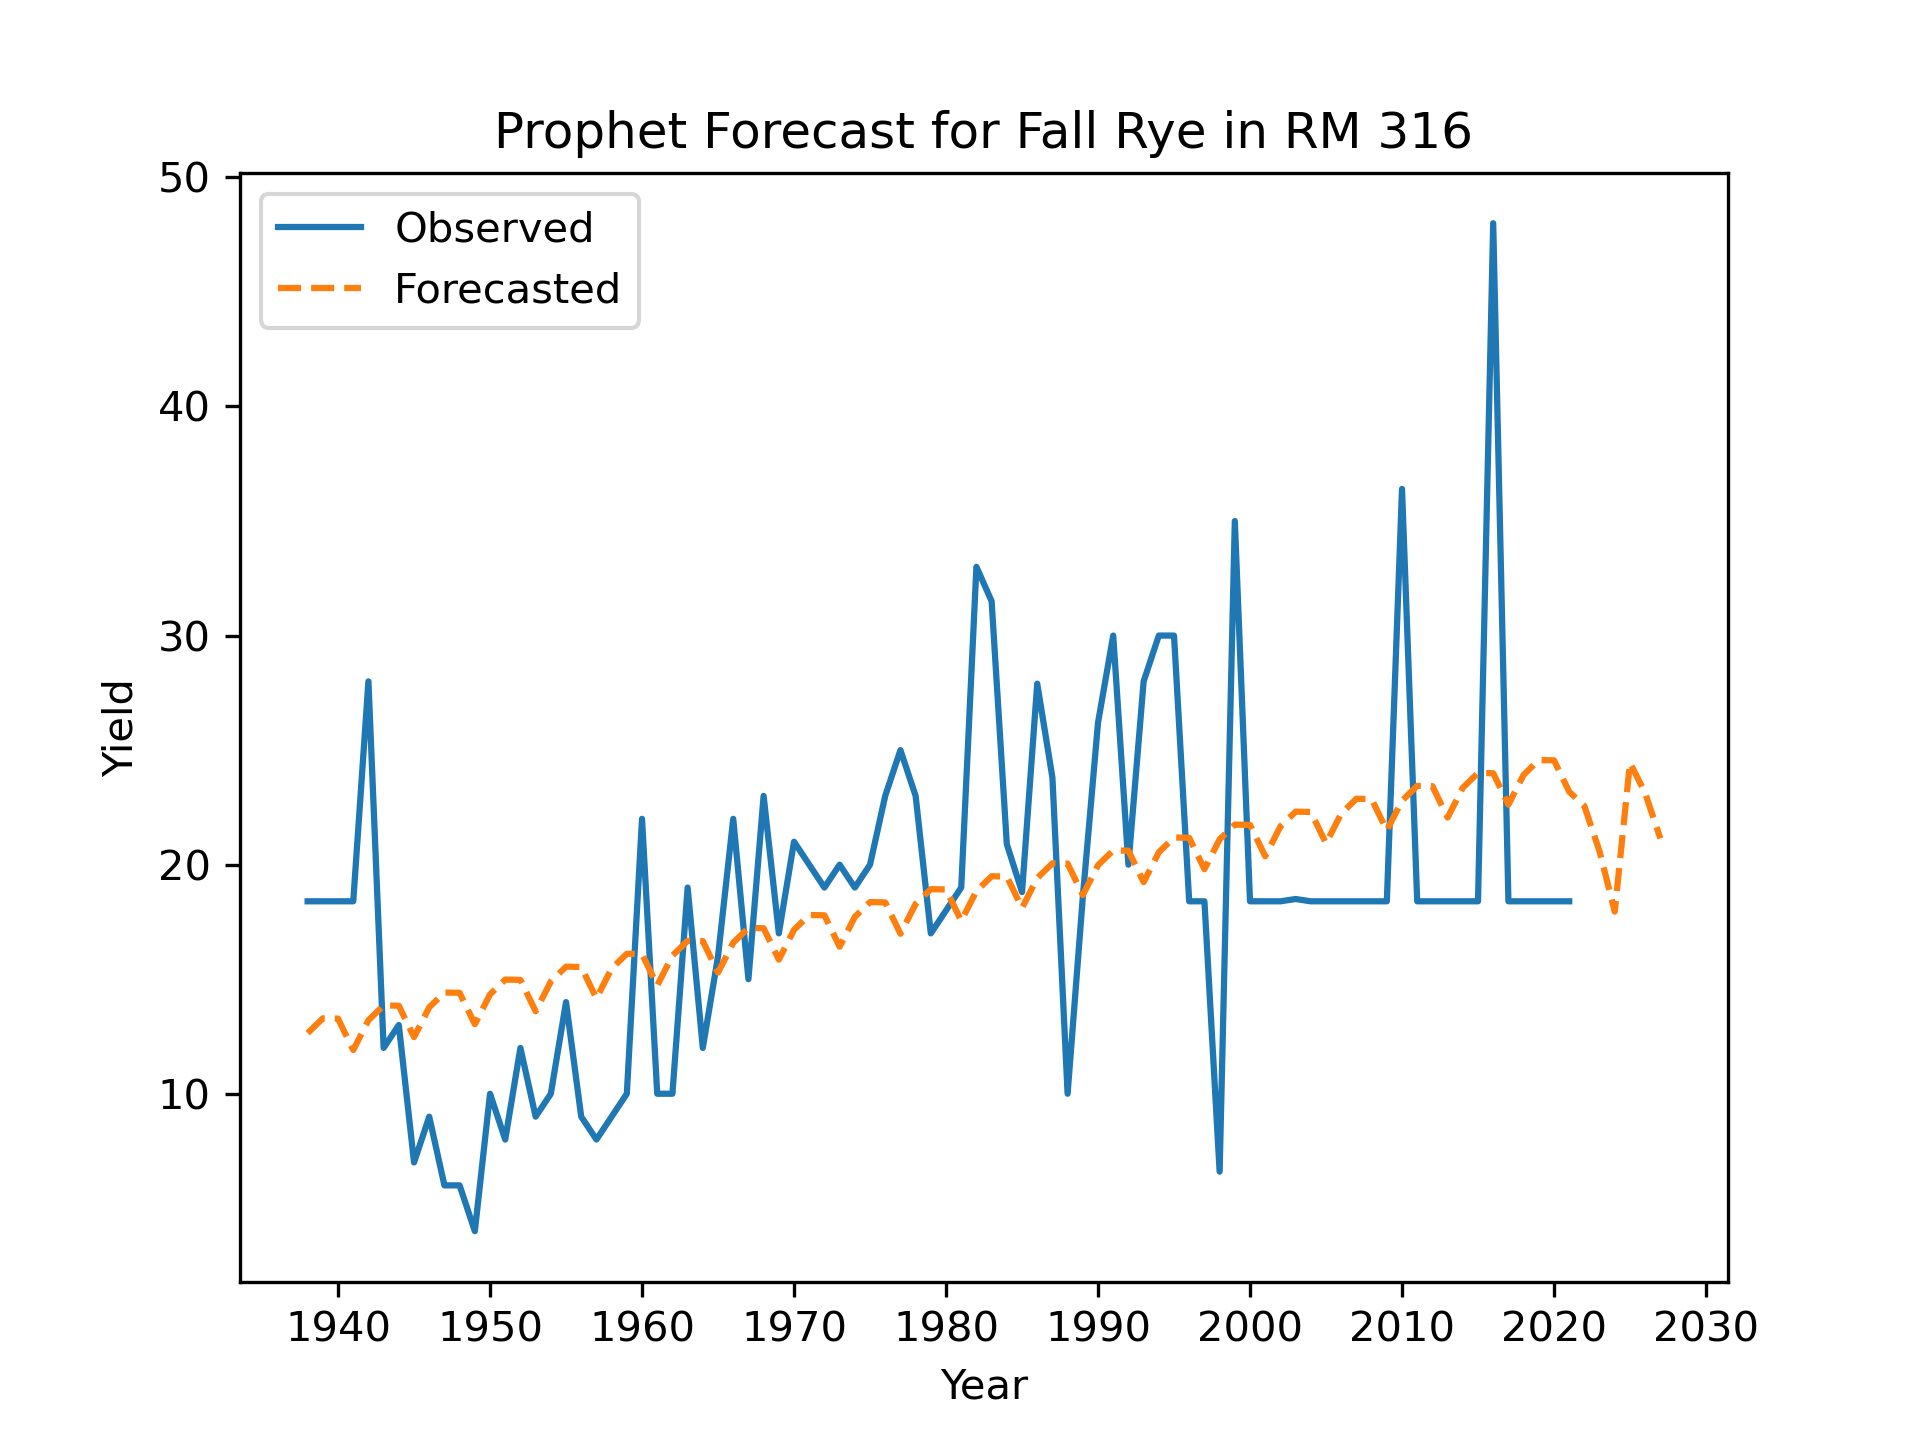 Prophet Forecast for Fall Rye in RM 316
50
40
30
20
10
Yield
Observed
Forecasted
1940 1950 1960 1970 1980 1990 2000 2010 2020 2030
Year